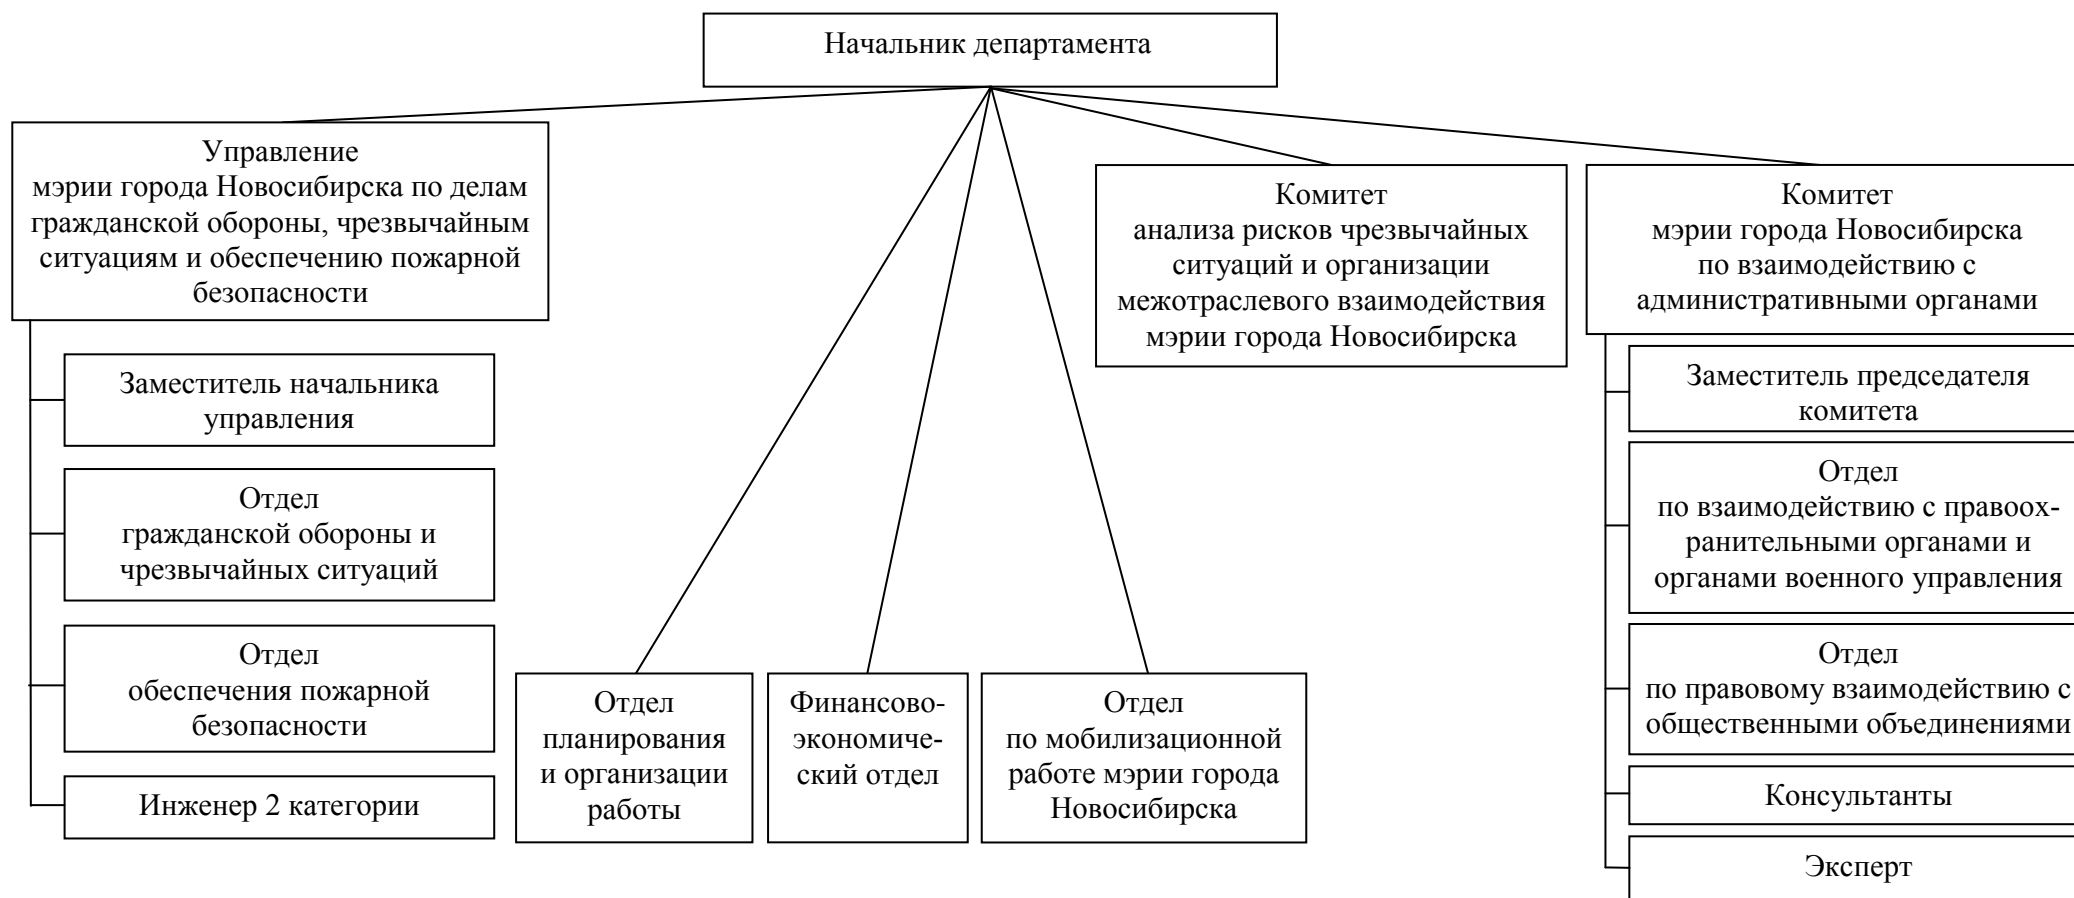 Начальник департамента
Управление
мэрии города Новосибирска по делам
гражданской обороны, чрезвычайным
ситуациям и обеспечению пожарной
безопасности
Заместитель начальника
управления
Отдел
гражданской обороны и
чрезвычайных ситуаций
Отдел
обеспечения пожарной
безопасности
Инженер 2 категории
Отдел
планирования
и организации
работы
Финансово-
экономиче-
ский отдел
Отдел
по мобилизационной
работе мэрии города
Новосибирска
Комитет
анализа рисков чрезвычайных
ситуаций и организации
межотраслевого взаимодействия
мэрии города Новосибирска
Комитет
мэрии города Новосибирска
по взаимодействию с
административными органами
Заместитель председателя
комитета
Отдел
по взаимодействию с правоох-
ранительными органами и
органами военного управления
Отдел
по правовому взаимодействию с
общественными объединениями
Консультанты
Эксперт